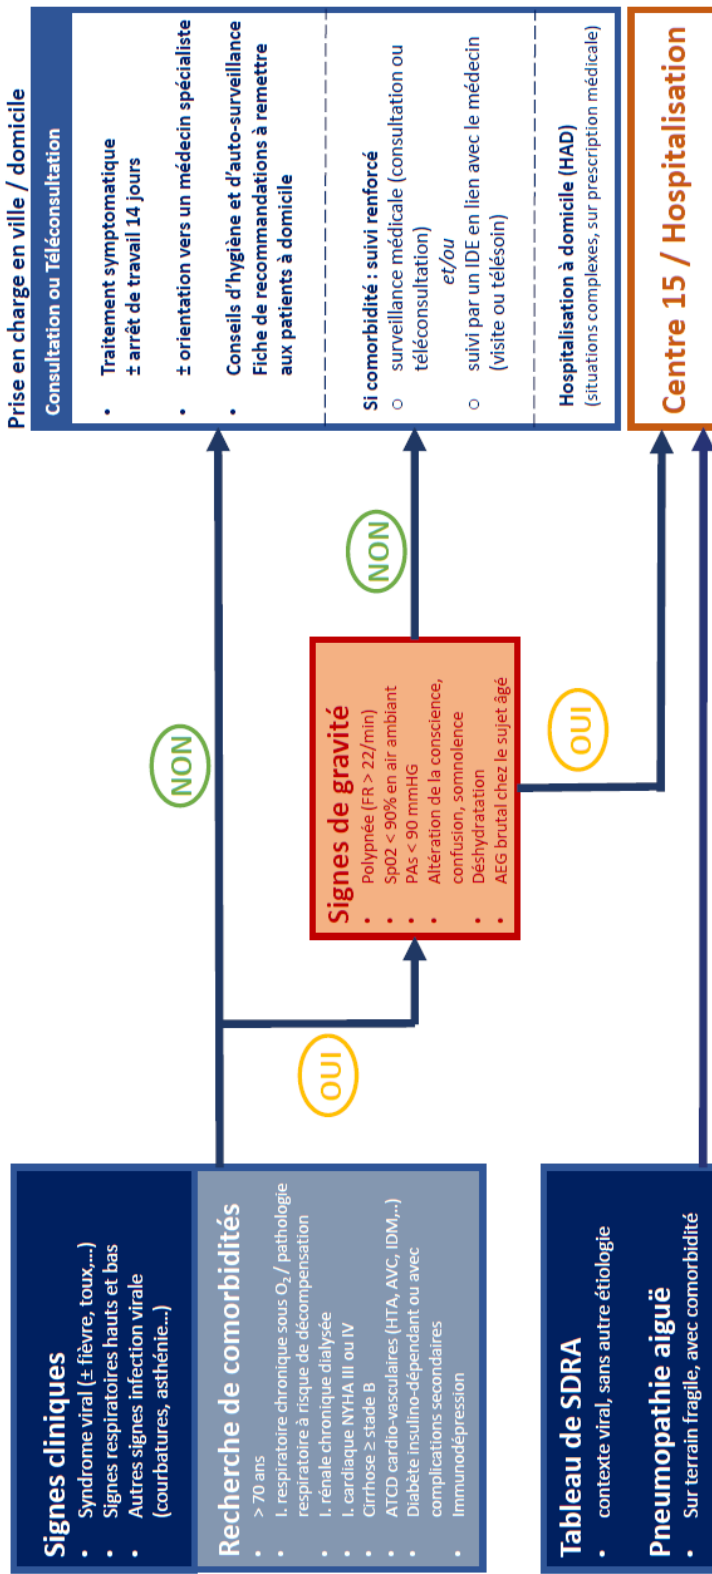 Signes cliniques
• Syndrome viral (± fièvre, toux,...)
• Signes respiratoires hauts et bas
• Autres signes infection virale
(courbatures, asthénie...)
Recherche de comorbidités
• > 70 ans
• I. respiratoire chronique sous O₂ / pathologie
respiratoire à risque de décompensation
• I. rénale chronique dialysée
• I. cardiaque NYHA III ou IV
• Cirrhose ≥ stade B
• ATCD cardio-vasculaires (HTA, AVC, IDM,..)
• Diabète insulino-dépendant ou avec
complications secondaires
• Immunodépression
Tableau de SDRA
• contexte viral, sans autre étiologie
Pneumopathie aiguë
• Sur terrain fragile, avec comorbidité
OUI
NON
Signes de gravité
• Polypnée (FR > 22/min)
• Sp02 < 90% en air ambiant
• PAs < 90 mmHG
• Altération de la conscience,
confusion, somnolence
• Déshydratation
• AEG brutal chez le sujet âgé
NON
OUI
Prise en charge en ville / domicile
Consultation ou Téléconsultation
• Traitement symptomatique
± arrêt de travail 14 jours
• ± orientation vers un médecin spécialiste
• Conseils d'hygiène et d'auto-surveillance
Fiche de recommandations à remettre
aux patients à domicile
Si comorbidité : suivi renforcé
○ surveillance médicale (consultation ou
téléconsultation)
et/ou
○ suivi par un IDE en lien avec le médecin
(visite ou télésoin)
Hospitalisation à domicile (HAD)
(situations complexes, sur prescription médicale)
Centre 15 / Hospitalisation